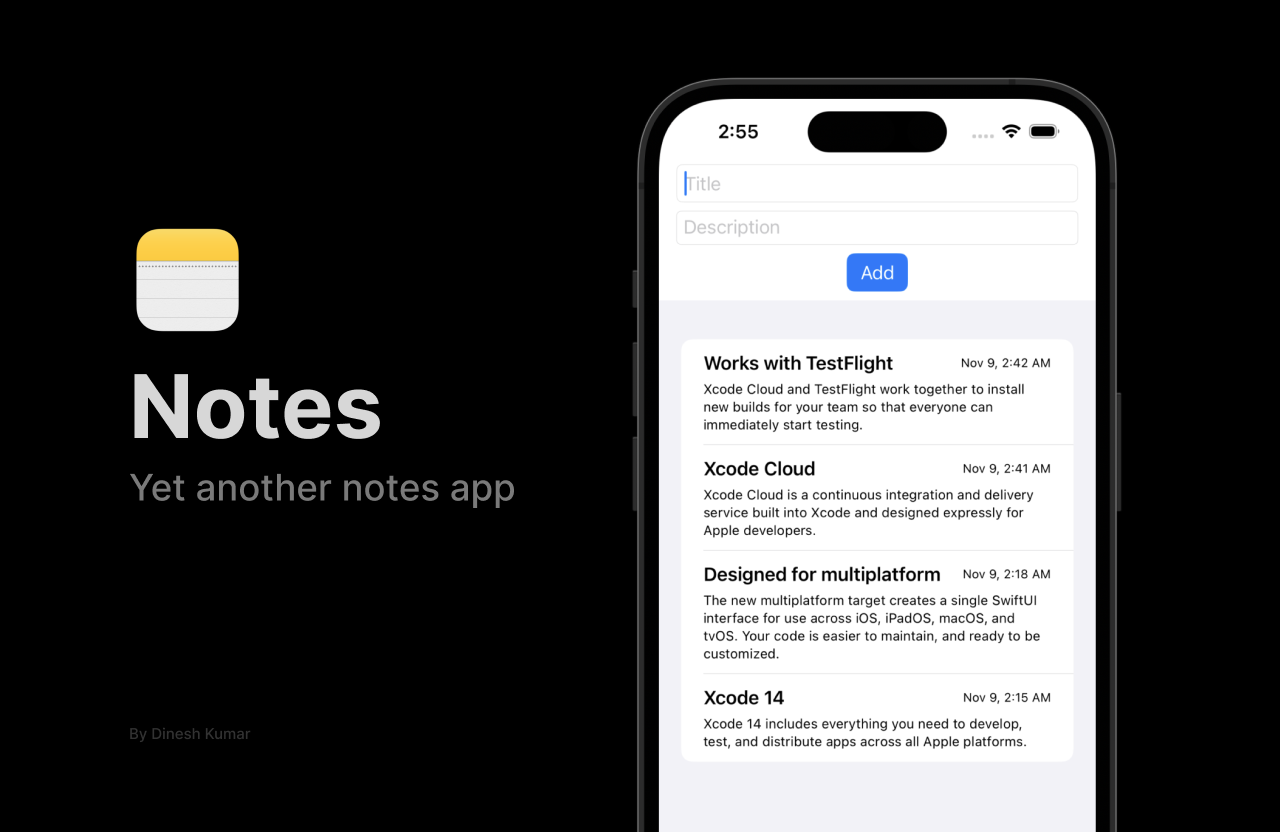 Notes
Yet another notes app
By Dinesh Kumar
2:55
Title
Description
Add
Works with TestFlight Nov 9, 2:42 AM
Xcode Cloud and TestFlight work together to install
new builds for your team so that everyone can
immediately start testing.
Xcode Cloud Nov 9, 2:41 AM
Xcode Cloud is a continuous integration and delivery
service built into Xcode and designed expressly for
Apple developers.
Designed for multiplatform Nov 9, 2:18 AM
The new multiplatform target creates a single SwiftUI
interface for use across iOS, iPadOS, macOS, and
tvOS. Your code is easier to maintain, and ready to be
customized.
Xcode 14 Nov 9, 2:15 AM
Xcode 14 includes everything you need to develop,
test, and distribute apps across all Apple platforms.